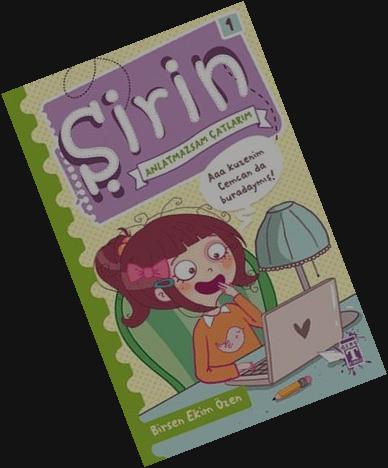 1
Şirin
ANLATMAZSAM ÇATLARIM
Aaa kuzenim
Cemcan da
buradaymış!
Birsen Ekim Özen